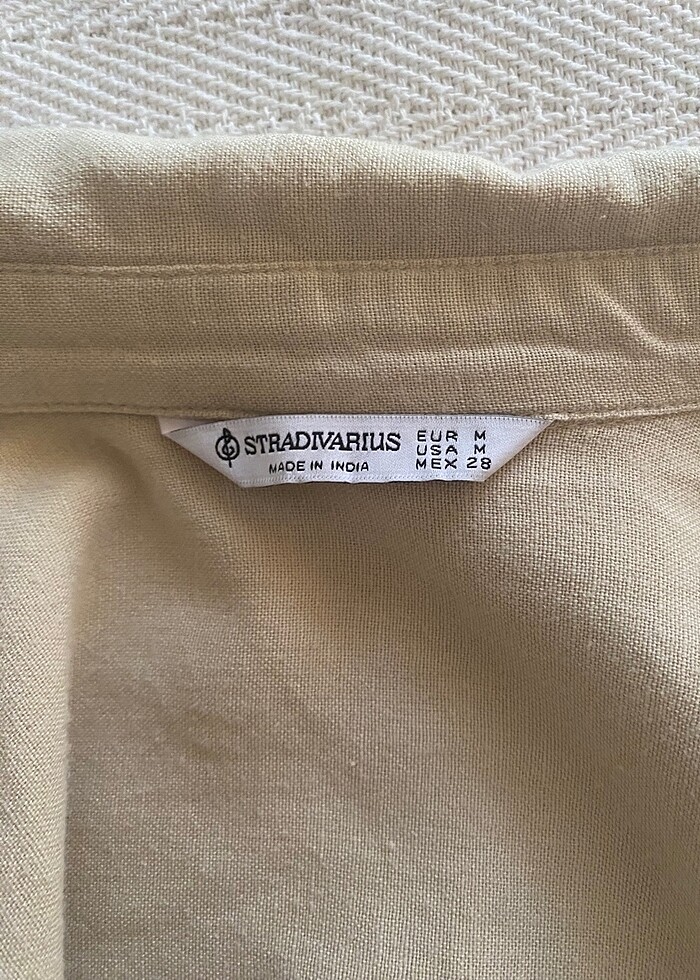 STRADIVARIUS
MADE IN INDIA
EUR M
USA M
MEX 28